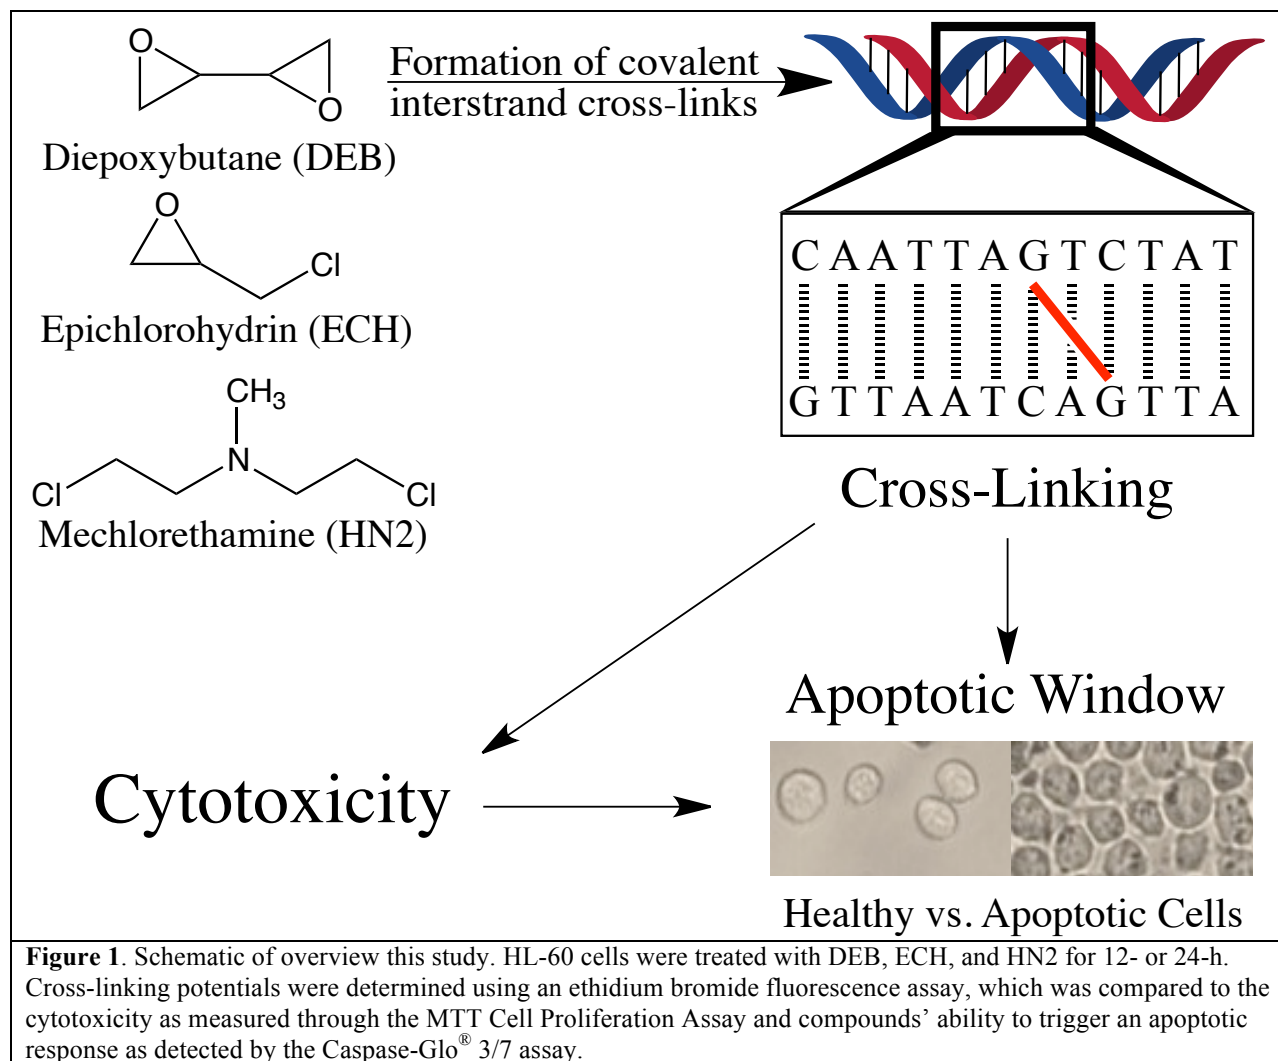 O
O
Diepoxybutane (DEB)
Formation of covalent
interstrand cross-links
O
Cl
Epichlorohydrin (ECH)
CH3
N
Cl
Cl
Mechlorethamine (HN2)
C A A T T A G T C T A T
G T T A A T C A G T T A
Cross-Linking
Apoptotic Window
Cytotoxicity
Healthy vs. Apoptotic Cells
Figure 1. Schematic of overview this study. HL-60 cells were treated with DEB, ECH, and HN2 for 12- or 24-h.
Cross-linking potentials were determined using an ethidium bromide fluorescence assay, which was compared to the
cytotoxicity as measured through the MTT Cell Proliferation Assay and compounds’ ability to trigger an apoptotic
response as detected by the Caspase-Glo® 3/7 assay.